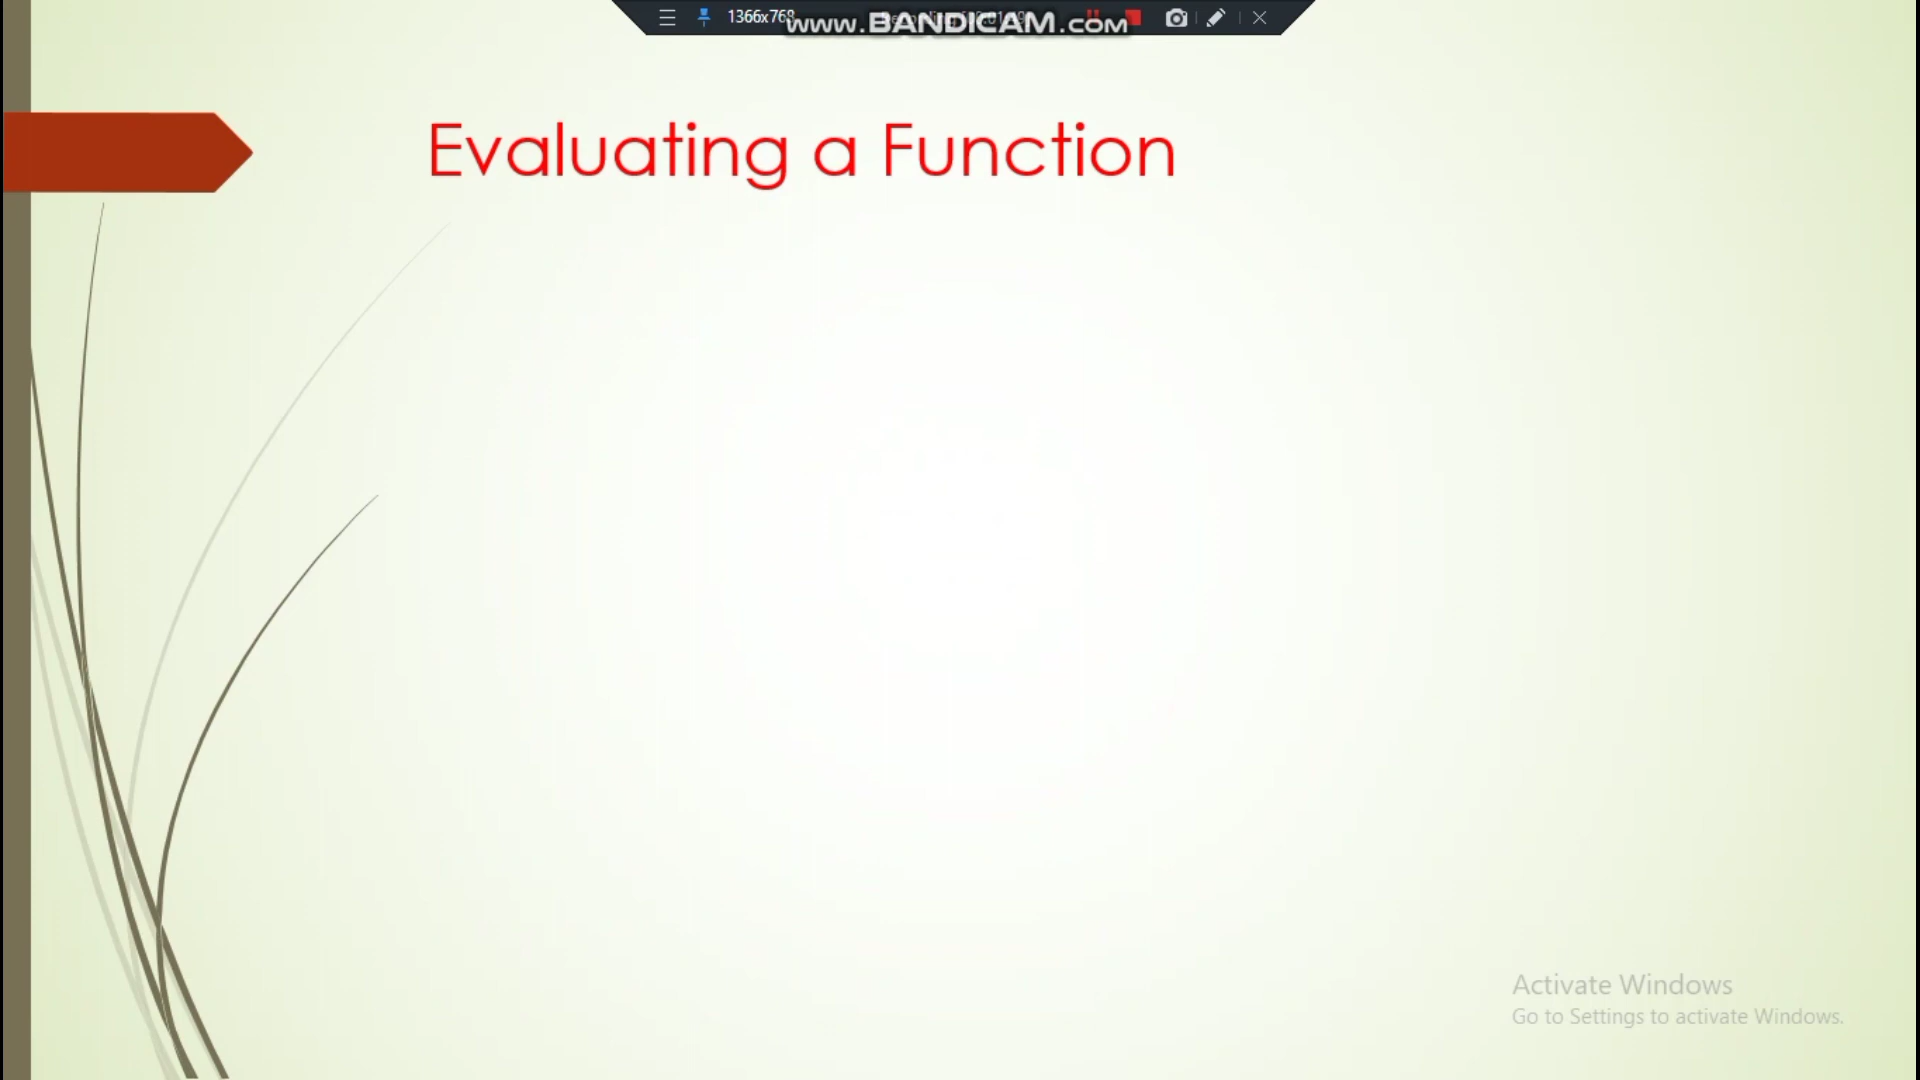 1366x768
www.BANDICAM.com
Evaluating a Function
Activate Windows
Go to Settings to activate Windows.